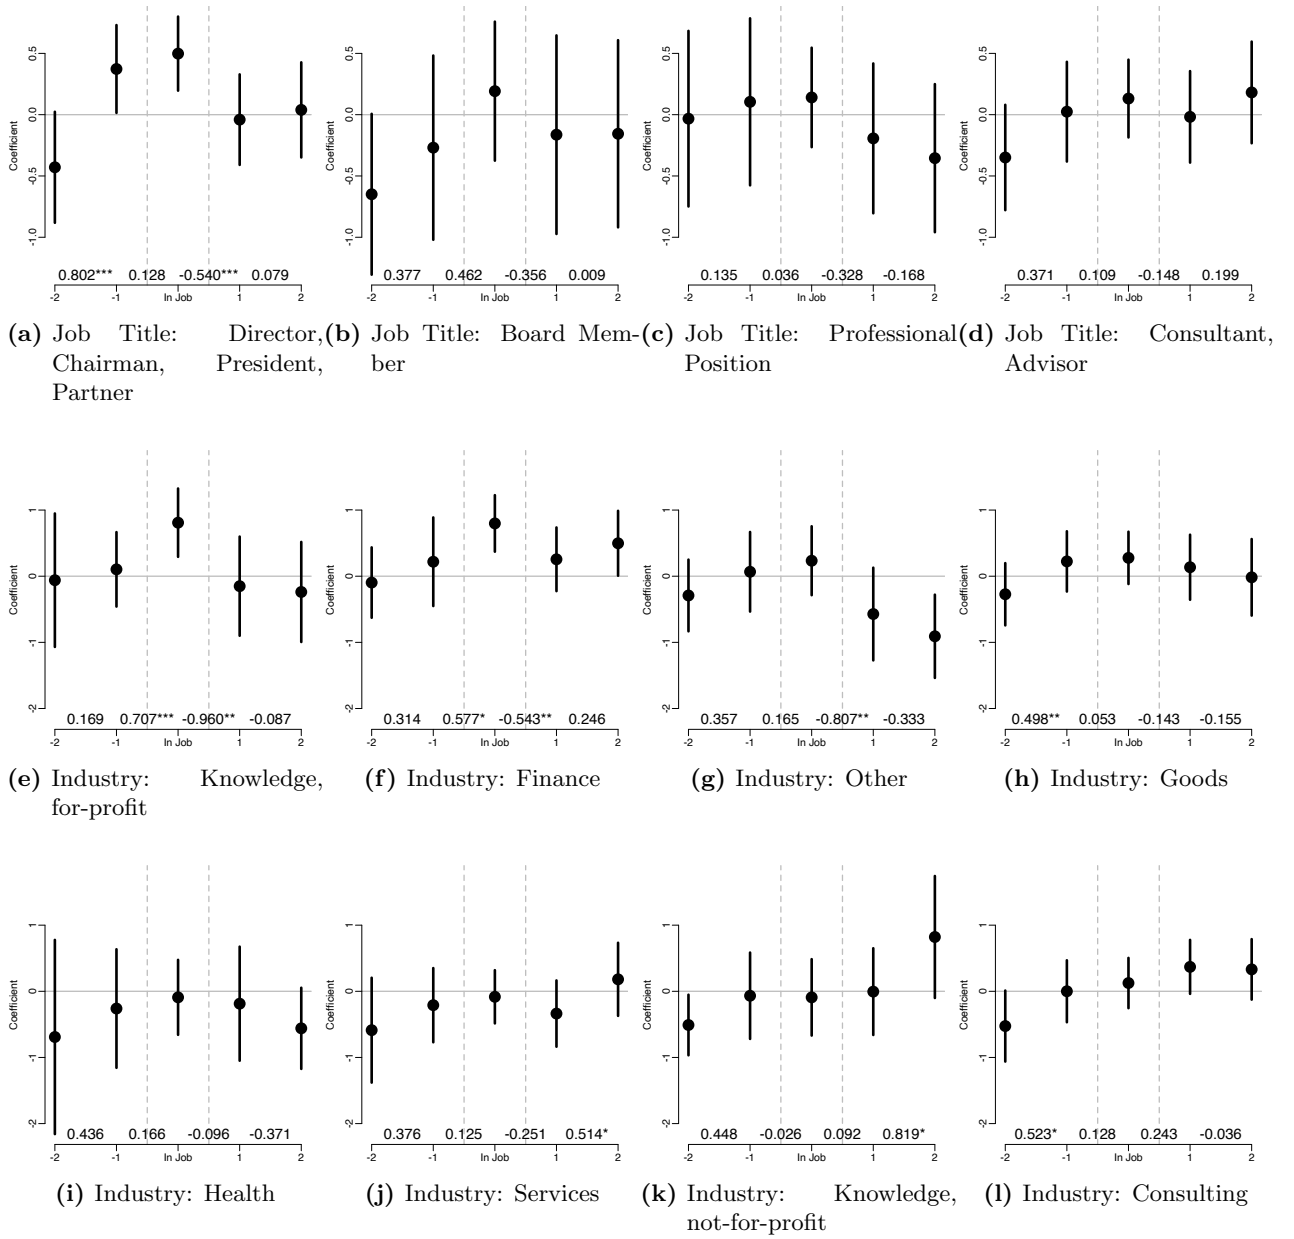 Coefficient
0.5
0.0
-0.5
-1.0
0.802*** 0.128 -0.540*** 0.079
-2 -1 In Job 1 2
(a) Job Title: Director, Chairman, President, Partner
Coefficient
0.5
0.0
-0.5
-1.0
0.377 0.462 -0.356 0.009
-2 -1 In Job 1 2
(b) Job Title: Board Mem-
ber
Coefficient
0.5
0.0
-0.5
-1.0
0.135 0.036 -0.328 -0.168
-2 -1 In Job 1 2
(c) Job Title: Professional
Position
Coefficient
0.5
0.0
-0.5
-1.0
0.371 0.109 -0.148 0.199
-2 -1 In Job 1 2
(d) Job Title: Consultant,
Advisor
Coefficient
1
0
-1
-2
0.169 0.707*** -0.960** -0.087
-2 -1 In Job 1 2
(e) Industry: Knowledge,
for-profit
Coefficient
1
0
-1
-2
0.314 0.577* -0.543** 0.246
-2 -1 In Job 1 2
(f) Industry: Finance
Coefficient
1
0
-1
-2
0.357 0.165 -0.807** -0.333
-2 -1 In Job 1 2
(g) Industry: Other
Coefficient
1
0
-1
-2
0.498** 0.053 -0.143 -0.155
-2 -1 In Job 1 2
(h) Industry: Goods
Coefficient
1
0
-1
-2
0.436 0.166 -0.096 -0.371
-2 -1 In Job 1 2
(i) Industry: Health
Coefficient
1
0
-1
-2
0.376 0.125 -0.251 0.514*
-2 -1 In Job 1 2
(j) Industry: Services
Coefficient
1
0
-1
-2
0.448 -0.026 0.092 0.819*
-2 -1 In Job 1 2
(k) Industry: Knowledge,
not-for-profit
Coefficient
1
0
-1
-2
0.523* 0.128 0.243 -0.036
-2 -1 In Job 1 2
(l) Industry: Consulting